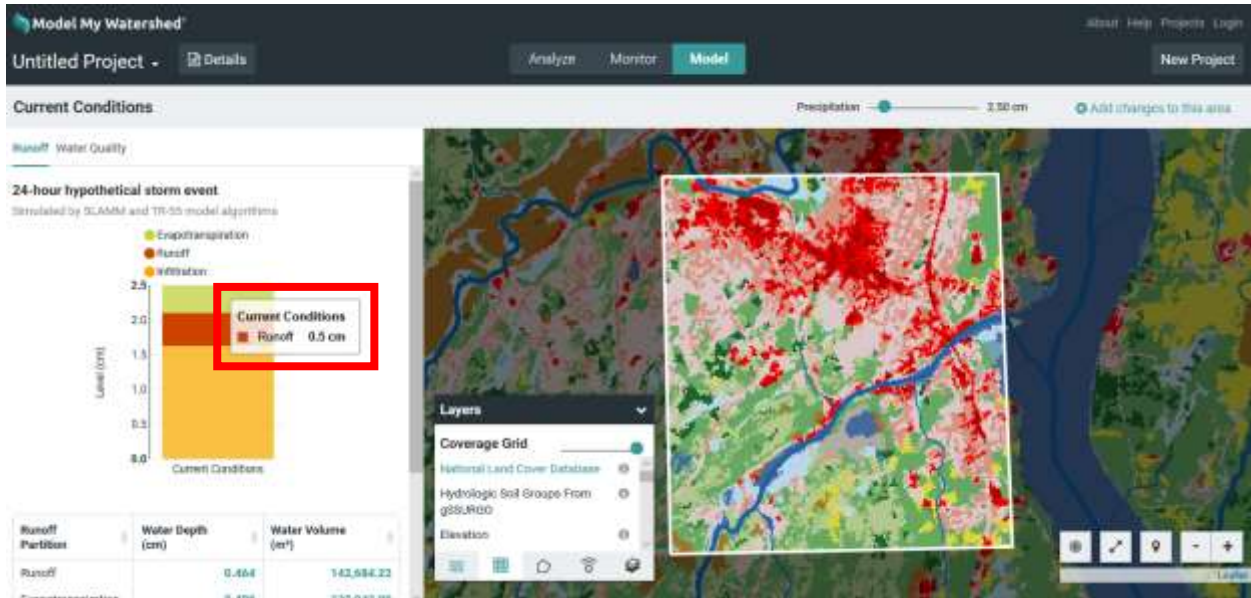 Model My Watershed®
About Help Projects Login
Untitled Project
Details
Analyze Monitor Model
New Project
Current Conditions
Precipitation 2.50 cm
Add changes to this area
Runoff Water Quality
24-hour hypothetical storm event
Simulated by SLAMM and TR-55 model algorithms
Evapotranspiration
Runoff
Infiltration
2.5
2.0
1.5
1.0
0.5
0.0
Level (cm)
Current Conditions
Runoff 0.5 cm
Current Conditions
Runoff Partition
Water Depth (cm)
Water Volume (m³)
Runoff 0.464 142,684.22
Evapotranspiration
Layers
Coverage Grid
National Land Cover Database
Hydrologic Soil Groups From
gSSURGO
Elevation
- +
Leaflet